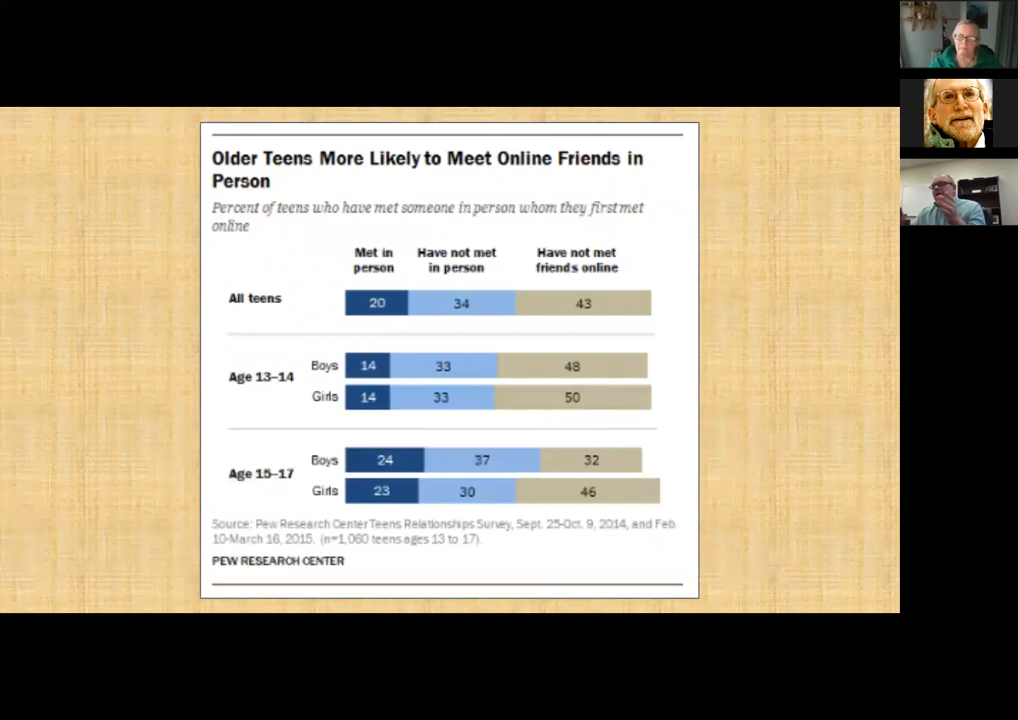 Older Teens More Likely to Meet Online Friends in
Person
Percent of teens who have met someone in person whom they first met
online
Met in
person
Have not met
in person
Have not met
friends online
All teens
20 34 43
Boys 14 33 48
Age 13–14
Girls 14 33 50
Boys 24 37 32
Age 15–17
Girls 23 30 46
Source: Pew Research Center Teens Relationships Survey, Sept. 25-Oct. 9, 2014, and Feb.
10-March 16, 2015. (n=1,060 teens ages 13 to 17).
PEW RESEARCH CENTER